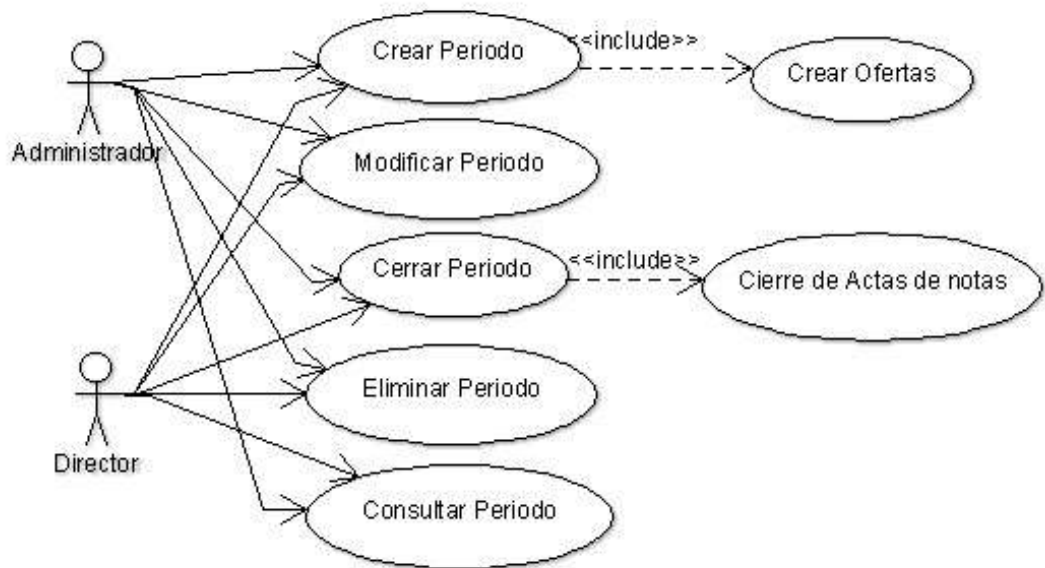 Crear Periodo
<<include>>
Crear Ofertas
Administrador
Modificar Periodo
Cerrar Periodo
<<include>>
Cierre de Actas de notas
Eliminar Periodo
Director
Consultar Periodo